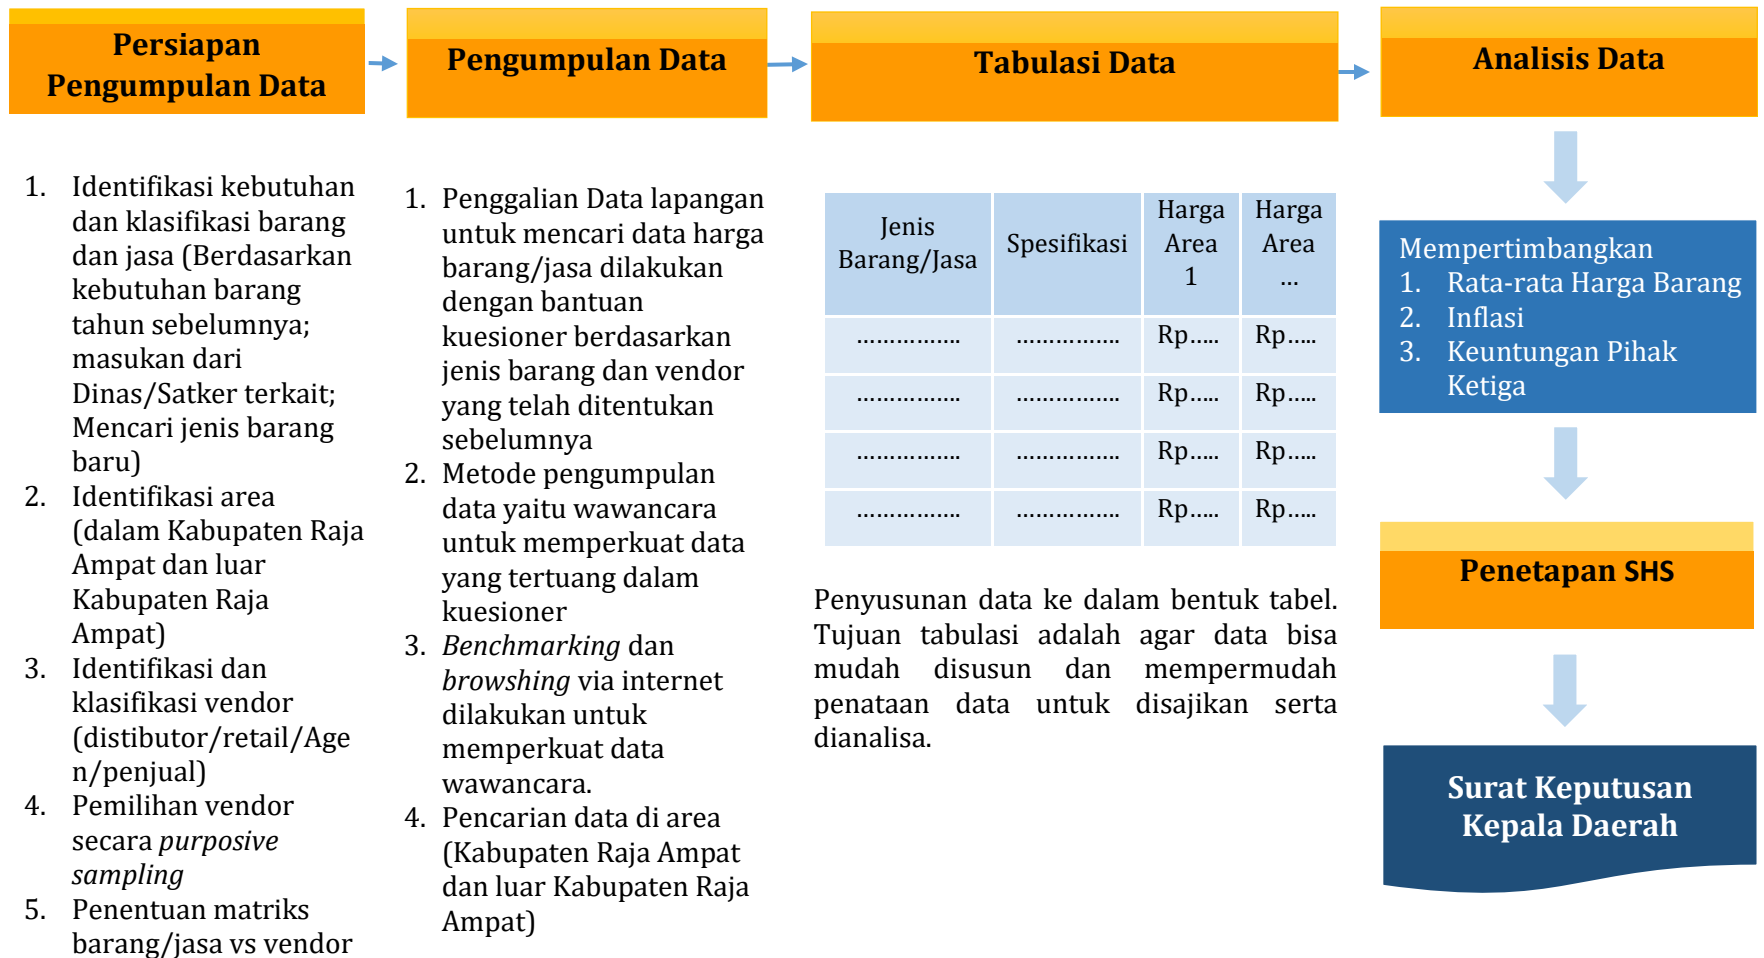 Persiapan
Pengumpulan Data
1. Identifikasi kebutuhan
dan klasifikasi barang
dan jasa (Berdasarkan
kebutuhan barang
tahun sebelumnya;
masukan dari
Dinas/Satker terkait;
Mencari jenis barang
baru)
2. Identifikasi area
(dalam Kabupaten Raja
Ampat dan luar
Kabupaten Raja
Ampat)
3. Identifikasi dan
klasifikasi vendor
(distibutor/retail/Age
n/penjual)
4. Pemilihan vendor
secara purposive
sampling
5. Penentuan matriks
barang/jasa vs vendor
Pengumpulan Data
1. Penggalian Data lapangan
untuk mencari data harga
barang/jasa dilakukan
dengan bantuan
kuesioner berdasarkan
jenis barang dan vendor
yang telah ditentukan
sebelumnya
2. Metode pengumpulan
data yaitu wawancara
untuk memperkuat data
yang tertuang dalam
kuesioner
3. Benchmarking dan
browshing via internet
dilakukan untuk
memperkuat data
wawancara.
4. Pencarian data di area
(Kabupaten Raja Ampat
dan luar Kabupaten Raja
Ampat)
Tabulasi Data
Jenis
Barang/Jasa
Spesifikasi
Harga
Area
1
Harga
Area
…
……………. ……………. Rp….. Rp…..
……………. ……………. Rp….. Rp…..
……………. ……………. Rp….. Rp…..
……………. ……………. Rp….. Rp…..
Penyusunan data ke dalam bentuk tabel.
Tujuan tabulasi adalah agar data bisa
mudah disusun dan mempermudah
penataan data untuk disajikan serta
dianalisa.
Analisis Data
Mempertimbangkan
1. Rata-rata Harga Barang
2. Inflasi
3. Keuntungan Pihak
Ketiga
Penetapan SHS
Surat Keputusan
Kepala Daerah